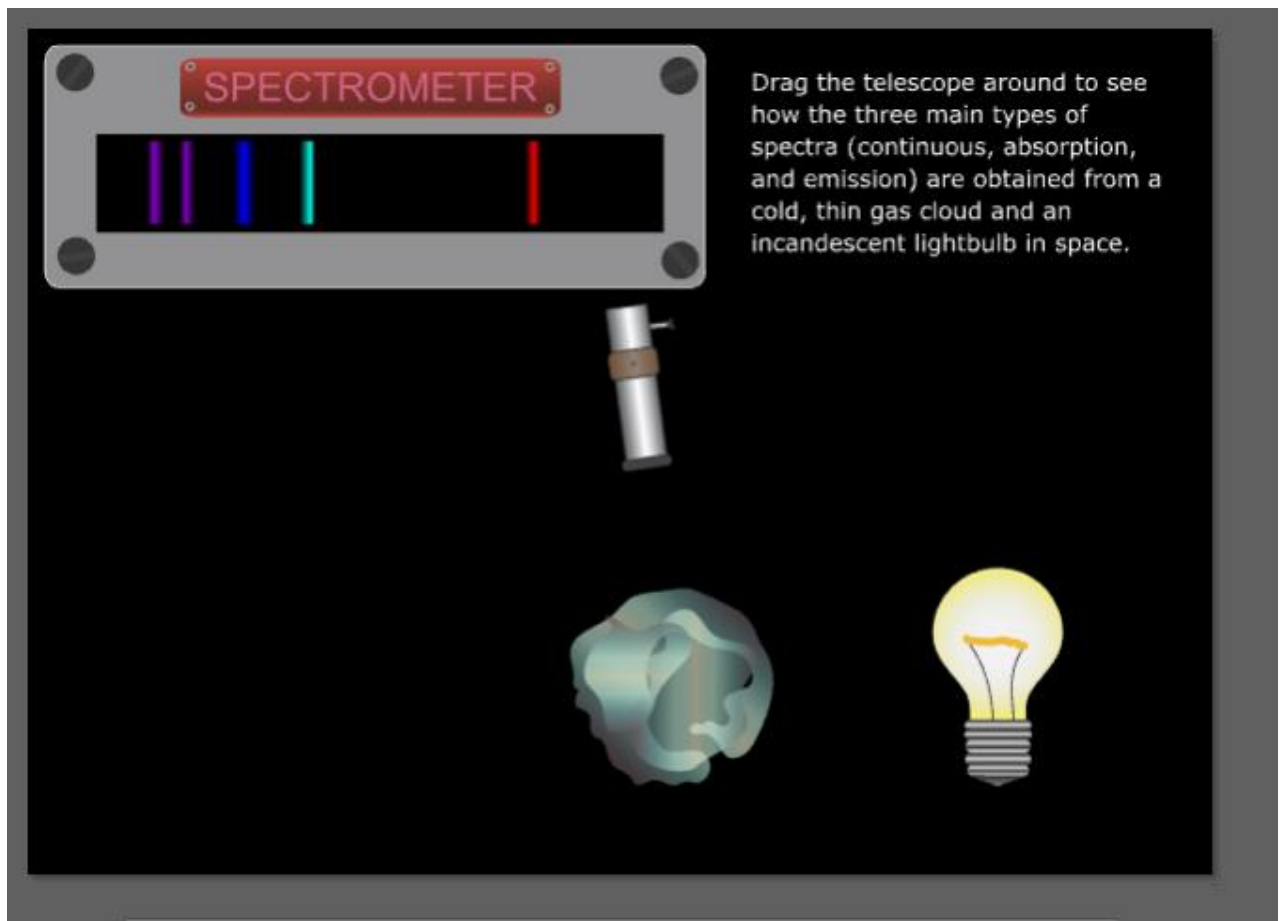 SPECTROMETER
Drag the telescope around to see
how the three main types of
spectra (continuous, absorption,
and emission) are obtained from a
cold, thin gas cloud and an
incandescent lightbulb in space.